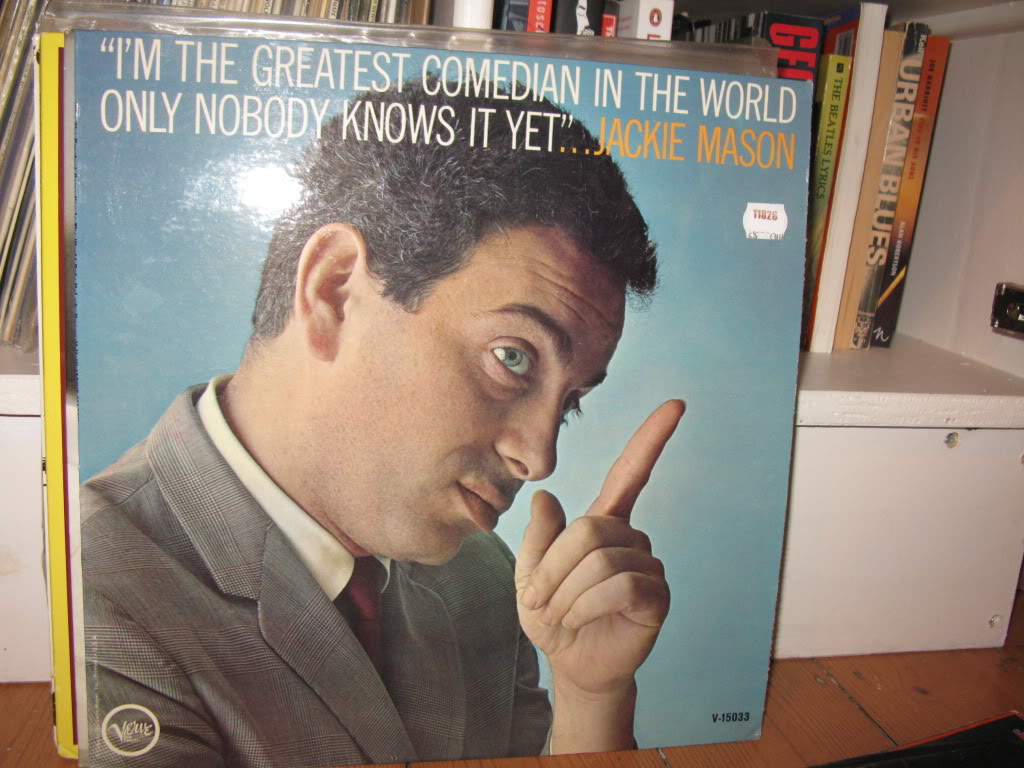 “I'M THE GREATEST COMEDIAN IN THE WORLD
ONLY NOBODY KNOWS IT YET”...JACKIE MASON
T1826
Verve
V-15033
THE BEATLES LYRICS
URBAN BLUES